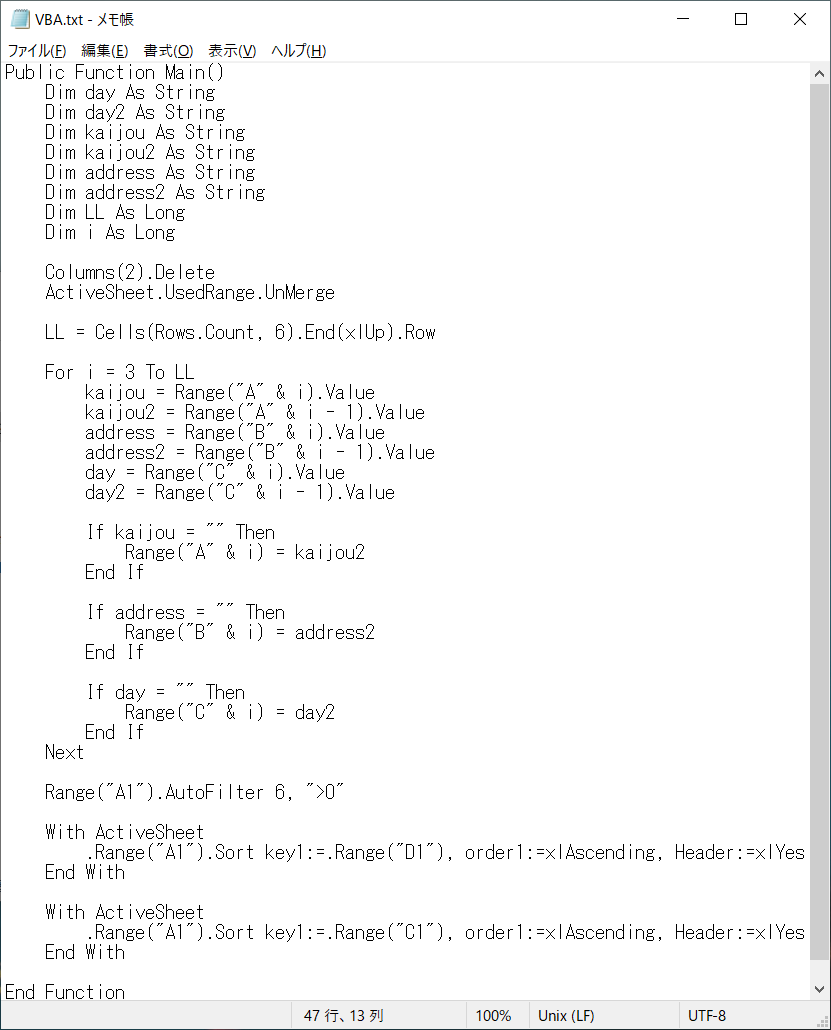 VBA.txt - メモ帳
ファイル(F) 編集(E) 書式(O) 表示(V) ヘルプ(H)
Public Function Main()
    Dim day As String
    Dim day2 As String
    Dim kaijou As String
    Dim kaijou2 As String
    Dim address As String
    Dim address2 As String
    Dim LL As Long
    Dim i As Long

    Columns(2).Delete
    ActiveSheet.UsedRange.UnMerge

    LL = Cells(Rows.Count, 6).End(xlUp).Row

    For i = 3 To LL
        kaijou = Range("A" & i).Value
        kaijou2 = Range("A" & i - 1).Value
        address = Range("B" & i).Value
        address2 = Range("B" & i - 1).Value
        day = Range("C" & i).Value
        day2 = Range("C" & i - 1).Value

        If kaijou = "" Then
            Range("A" & i) = kaijou2
        End If

        If address = "" Then
            Range("B" & i) = address2
        End If

        If day = "" Then
            Range("C" & i) = day2
        End If
    Next

    Range("A1").AutoFilter 6, ">0"

    With ActiveSheet
        .Range("A1").Sort key1:=.Range("D1"), order1:=xlAscending, Header:=xlYes
    End With

    With ActiveSheet
        .Range("A1").Sort key1:=.Range("C1"), order1:=xlAscending, Header:=xlYes
    End With

End Function
47 行、13 列 100% Unix (LF) UTF-8